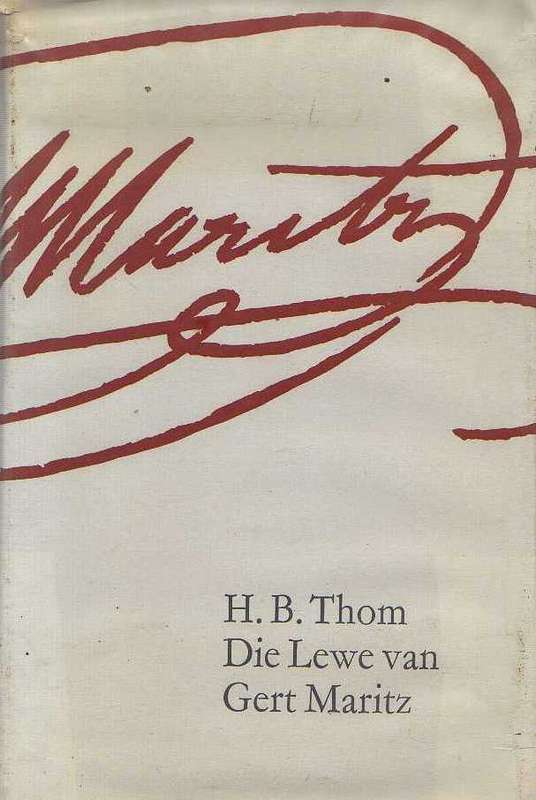 Maritz
H. B. Thom
Die Lewe van
Gert Maritz